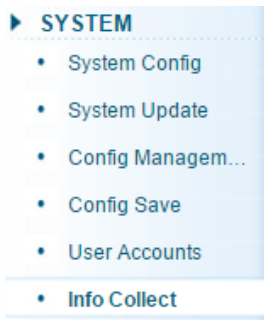 SYSTEM
System Config
System Update
Config Managem...
Config Save
User Accounts
Info Collect